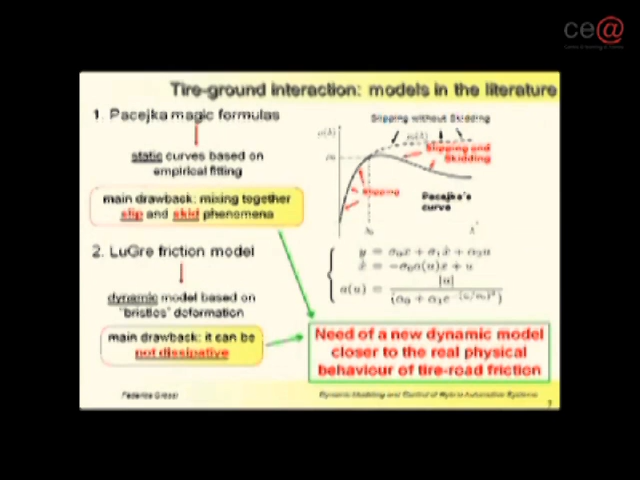 ce@
Tire-ground interaction: models in the literature
1. Pacejka magic formulas
static curves based on
empirical fitting
main drawback: mixing together
slip and skid phenomena
2. LuGre friction model
dynamic model based on
"bristles" deformation
main drawback: it can be
not dissipative
Slipping without Skidding
Slipping and
Skidding
Slipping
Pacejka's
curve
Need of a new dynamic model
closer to the real physical
behaviour of tire-road friction
Dynamic Modeling and Control of Hybrid Automotive Systems